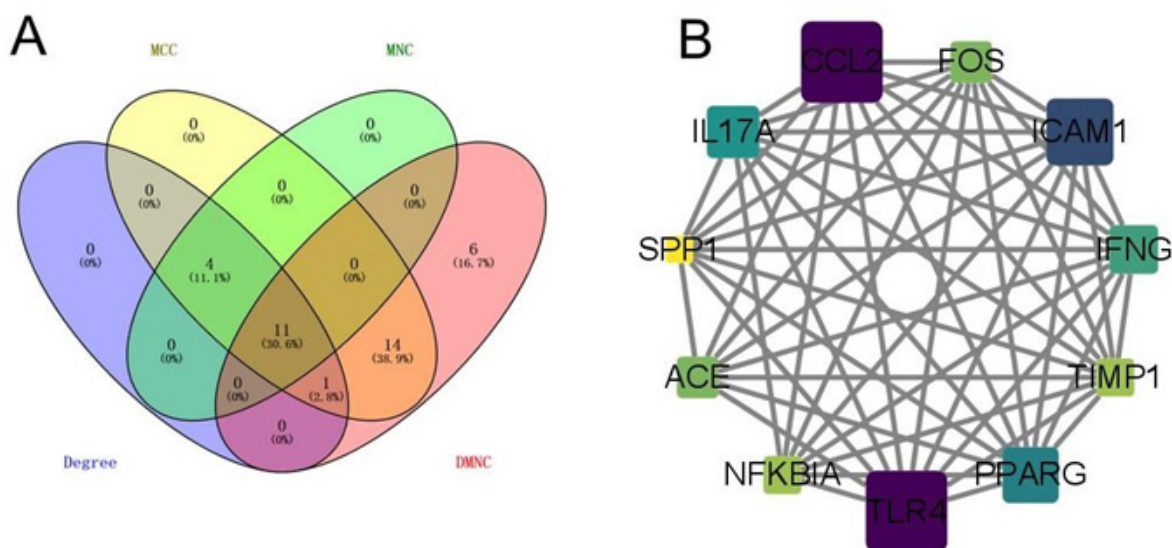 A
MCC
MNC
0
(0%)
0
(0%)
0
(0%)
0
(0%)
0
(0%)
0
(0%)
4
(11.1%)
0
(0%)
6
(16.7%)
11
(30.6%)
0
(0%)
14
(38.9%)
0
(0%)
1
(2.8%)
0
(0%)
Degree
DMNC
B
CCL2
FOS
IL17A
ICAM1
SPP1
IFNG
ACE
TIMP1
NFKBIA
PPARG
TLR4